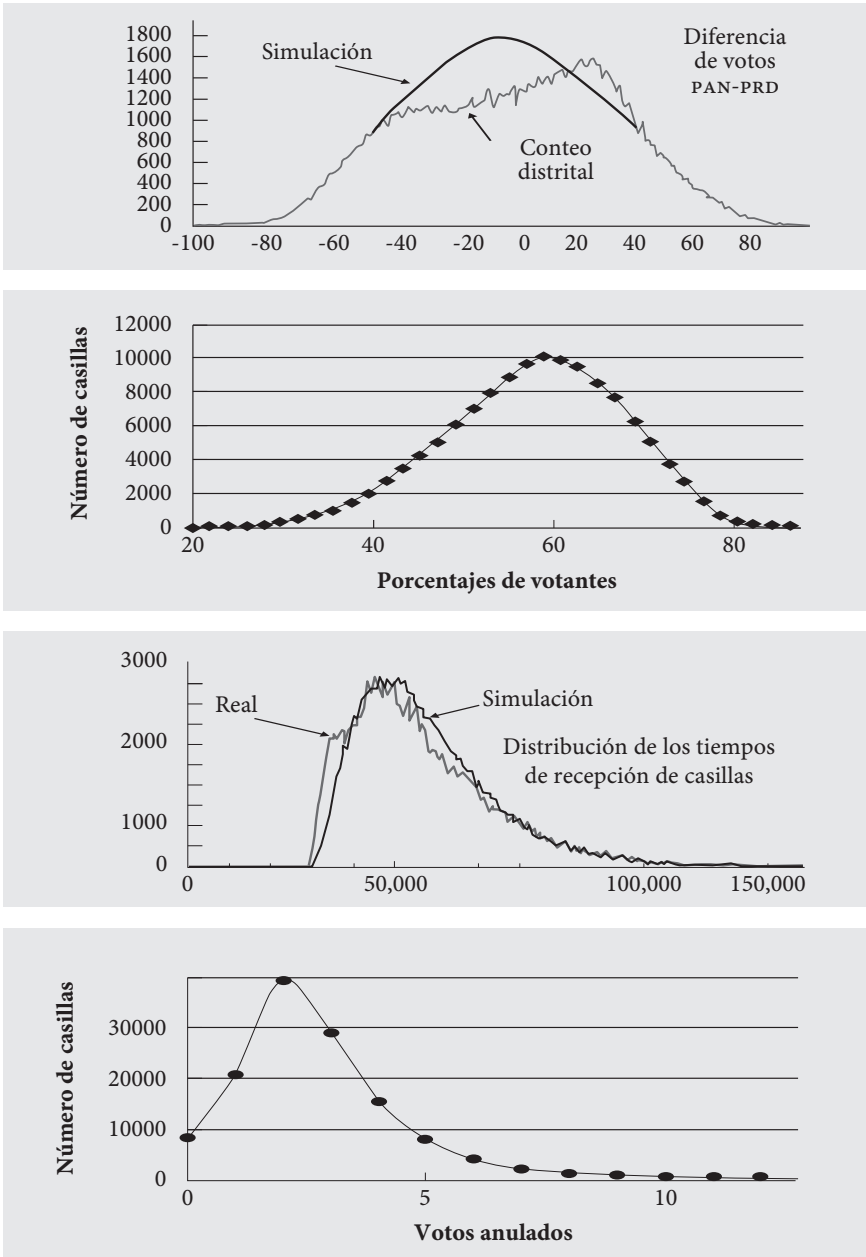 1800
1600
1400
1200
1000
800
600
400
200
0
Simulación
Diferencia
de votos
PAN-PRD
Conteo
distrital
-100 -80 -60 -40 -20 0 20 40 60 80
Número de casillas
12000
10000
8000
6000
4000
2000
0
20 40 60 80
Porcentajes de votantes
3000
2000
1000
0
Real
Simulación
Distribución de los tiempos
de recepción de casillas
0 50,000 100,000 150,000
Número de casillas
30000
20000
10000
0
0 5 10
Votos anulados